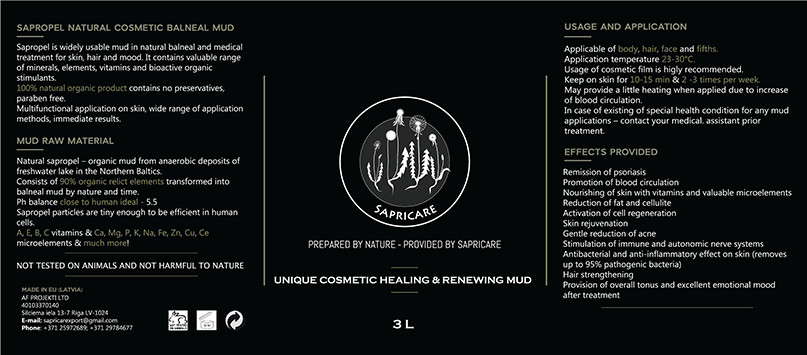 SAPROPEL NATURAL COSMETIC BALNEAL MUD
Sapropel is widely usable mud in natural balneal and medical
treatment for skin, hair and mood. It contains valuable range
of minerals, elements, vitamins and bioactive organic
stimulants.
100% natural organic product contains no preservatives,
paraben free.
Multifunctional application on skin, wide range of application
methods, immediate results.
MUD RAW MATERIAL
Natural sapropel – organic mud from anaerobic deposits of
freshwater lake in the Northern Baltics.
Consists of 90% organic relict elements transformed into
balneal mud by nature and time.
Ph balance close to human ideal - 5.5
Sapropel particles are tiny enough to be efficient in human
cells.
A, E, B, C vitamins & Ca, Mg, P, K, Na, Fe, Zn, Cu, Ce
microelements & much more!
NOT TESTED ON ANIMALS AND NOT HARMFUL TO NATURE
MADE IN EU (LATVIA):
AF PROJEKTI LTD
40103370140
Silciema iela 13-7 Riga LV-1024
E-mail: sapricarexport@gmail.com
Phone: +371 25972689; +371 29784677
SAPRICARE
PREPARED BY NATURE - PROVIDED BY SAPRICARE
UNIQUE COSMETIC HEALING & RENEWING MUD
3 L
USAGE AND APPLICATION
Applicable of body, hair, face and fifths.
Application temperature 23-30°C.
Usage of cosmetic film is higly recommended.
Keep on skin for 10-15 min & 2 -3 times per week.
May provide a little heating when applied due to increase
of blood circulation.
In case of existing of special health condition for any mud
applications – contact your medical. assistant prior
treatment.
EFFECTS PROVIDED
Remission of psoriasis
Promotion of blood circulation
Nourishing of skin with vitamins and valuable microelements
Reduction of fat and cellulite
Activation of cell regeneration
Skin rejuvenation
Gentle reduction of acne
Stimulation of immune and autonomic nerve systems
Antibacterial and anti-inflammatory effect on skin (removes
up to 95% pathogenic bacteria)
Hair strengthening
Provision of overall tonus and excellent emotional mood
after treatment